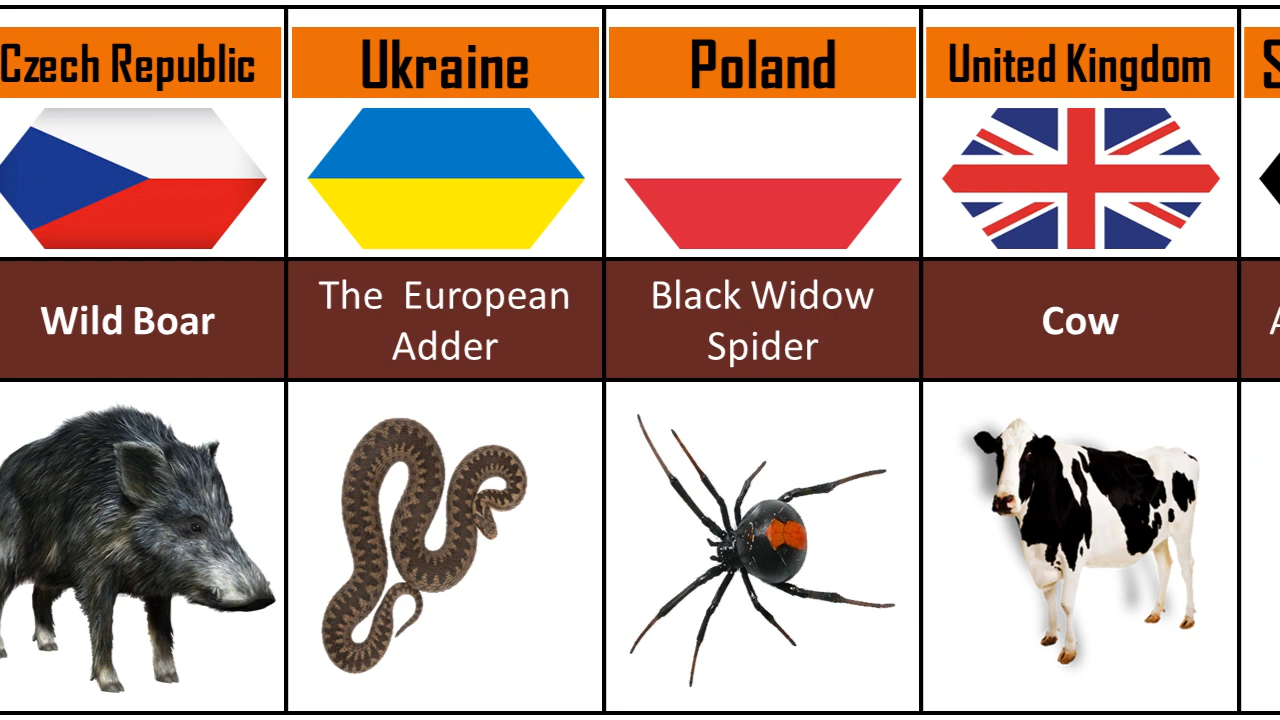 Czech Republic
Ukraine
Poland
United Kingdom
Wild Boar
The European
Adder
Black Widow
Spider
Cow